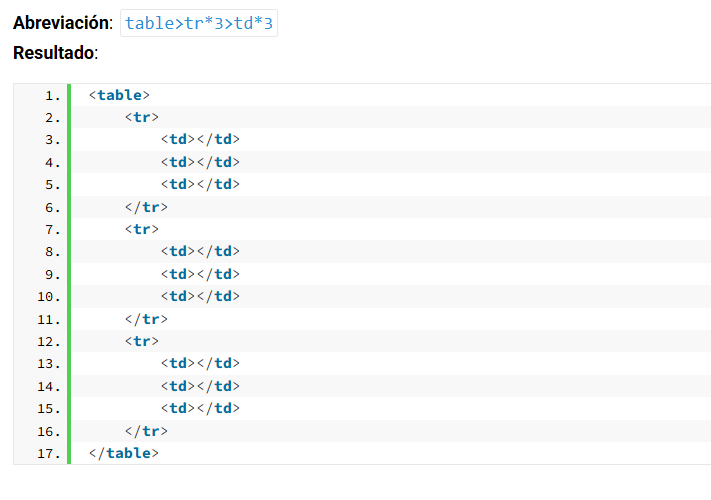 Abreviación: table>tr*3>td*3
Resultado:
1. <table>
2. <tr>
3. <td></td>
4. <td></td>
5. <td></td>
6. </tr>
7. <tr>
8. <td></td>
9. <td></td>
10. <td></td>
11. </tr>
12. <tr>
13. <td></td>
14. <td></td>
15. <td></td>
16. </tr>
17. </table>